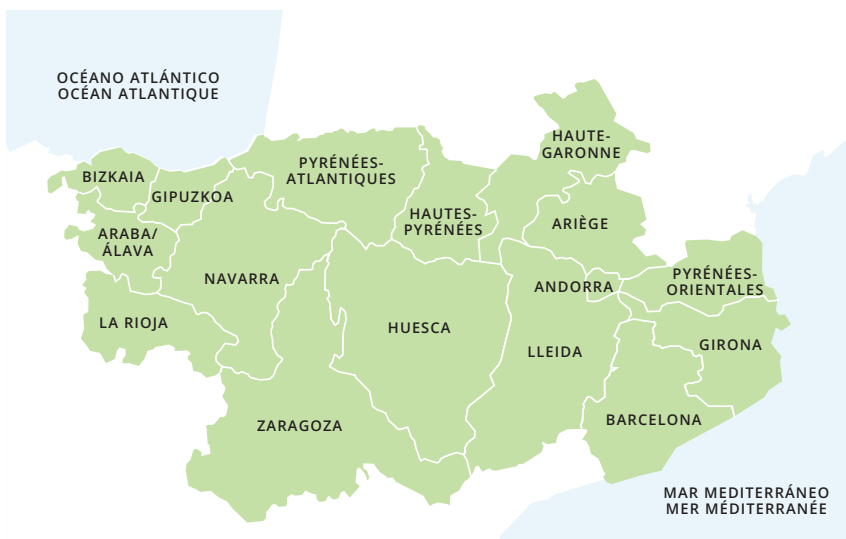 OCÉANO ATLÁNTICO
OCÉAN ATLANTIQUE
HAUTE-
GARONNE
PYRÉNÉES-
ATLANTIQUES
BIZKAIA
GIPUZKOA
HAUTES-
PYRÉNÉES
ARIÈGE
ARABA/
ÁLAVA
NAVARRA
ANDORRA
PYRÉNÉES-
ORIENTALES
LA RIOJA
HUESCA
LLEIDA
GIRONA
ZARAGOZA
BARCELONA
MAR MEDITERRÁNEO
MER MÉDITERRANÉE